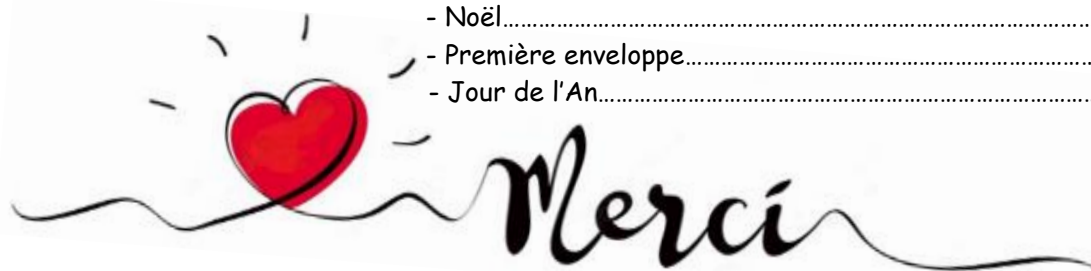 - Noël……………………………………………………………………………………
- Première enveloppe…………………………………………………………
- Jour de l'An……………………………………………………………………
Merci